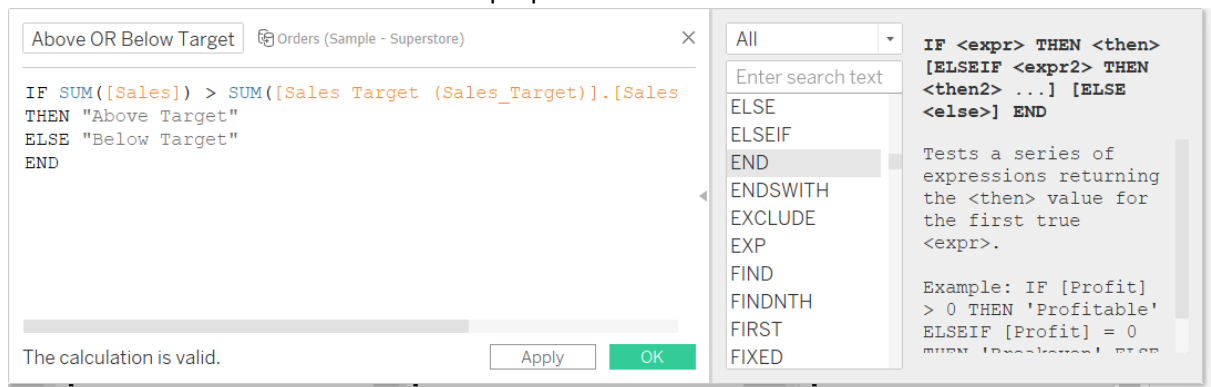 Above OR Below Target
Orders (Sample - Superstore)
IF SUM([Sales]) > SUM([Sales Target (Sales_Target)].[Sales
THEN "Above Target"
ELSE "Below Target"
END
The calculation is valid.
Apply
OK
All
Enter search text
ELSE
ELSEIF
END
ENDSWITH
EXCLUDE
EXP
FIND
FINDNTH
FIRST
FIXED
IF <expr> THEN <then>
[ELSEIF <expr2> THEN
<then2> ...] [ELSE
<else>] END
Tests a series of
expressions returning
the <then> value for
the first true
<expr>.
Example: IF [Profit]
> 0 THEN 'Profitable'
ELSEIF [Profit] = 0
THEN 'Breakeven' ELSE